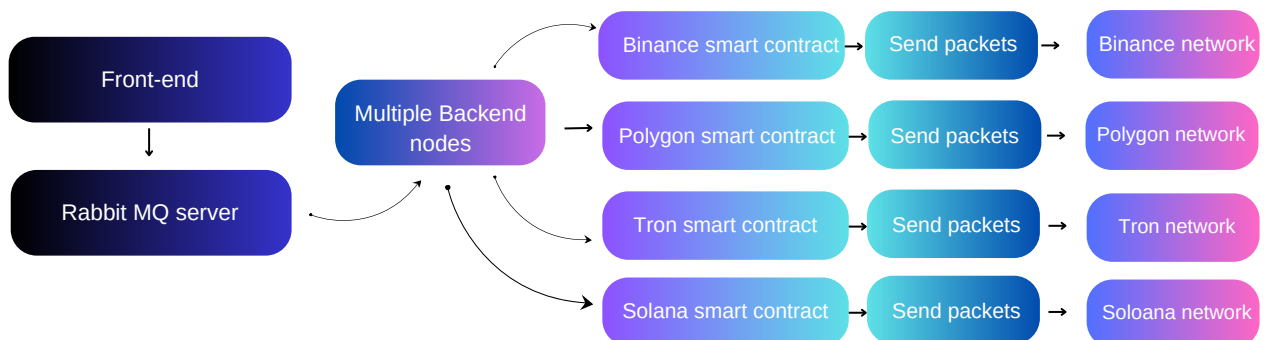 Front-end
Rabbit MQ server
Multiple Backend
nodes
Binance smart contract
Send packets
Binance network
Polygon smart contract
Send packets
Polygon network
Tron smart contract
Send packets
Tron network
Solana smart contract
Send packets
Soloana network